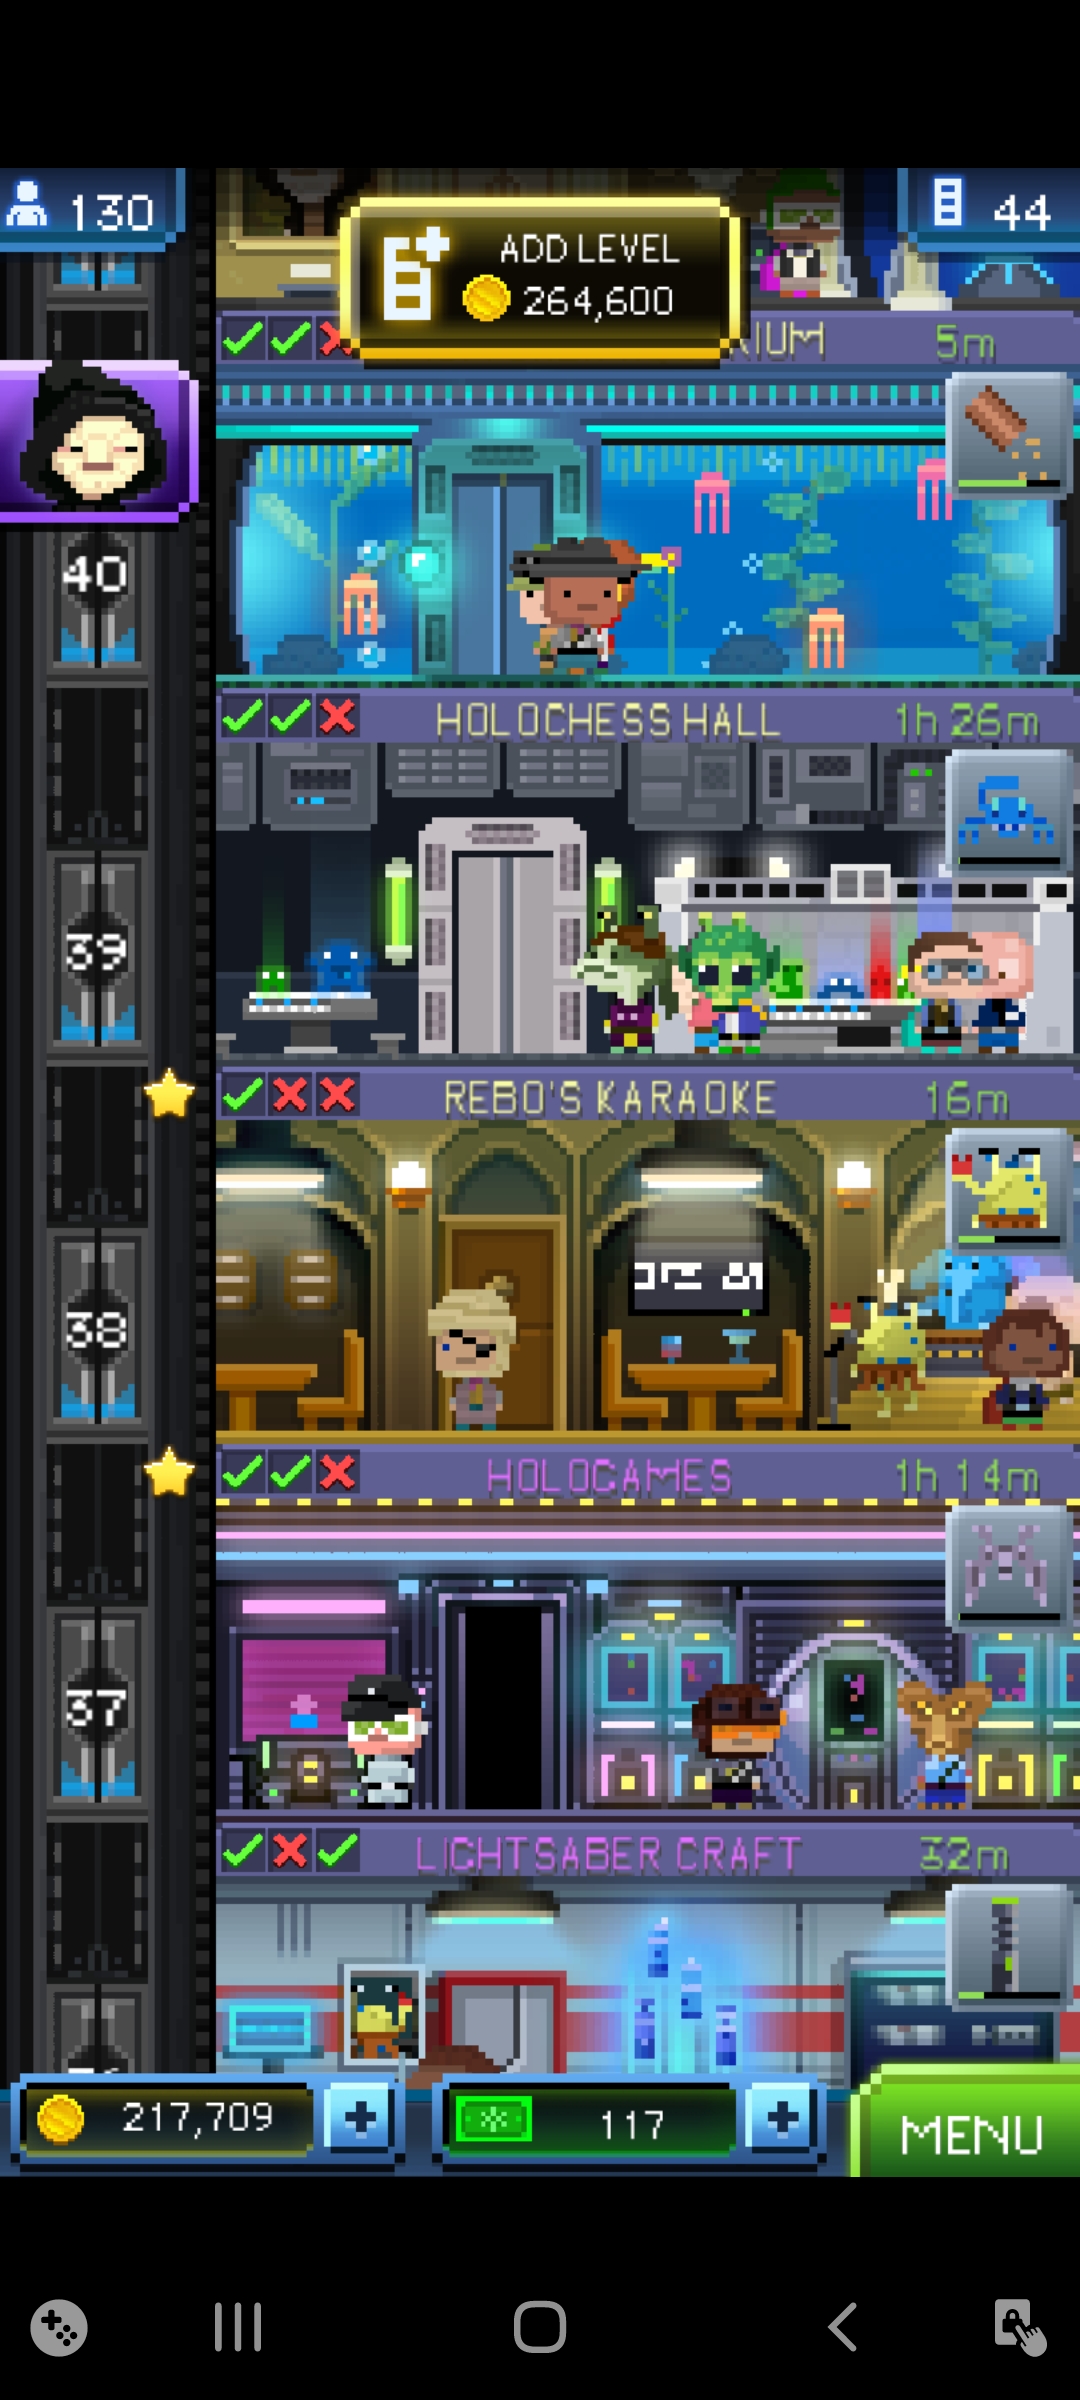 130
44
ADD LEVEL
264,600
5m
40
HOLOCHESS HALL 1h 26m
39
REBO'S KARAOKE 16m
38
HOLOGAMES 1h 14m
37
LIGHTSABER CRAFT 32m
217,709
117
MENU